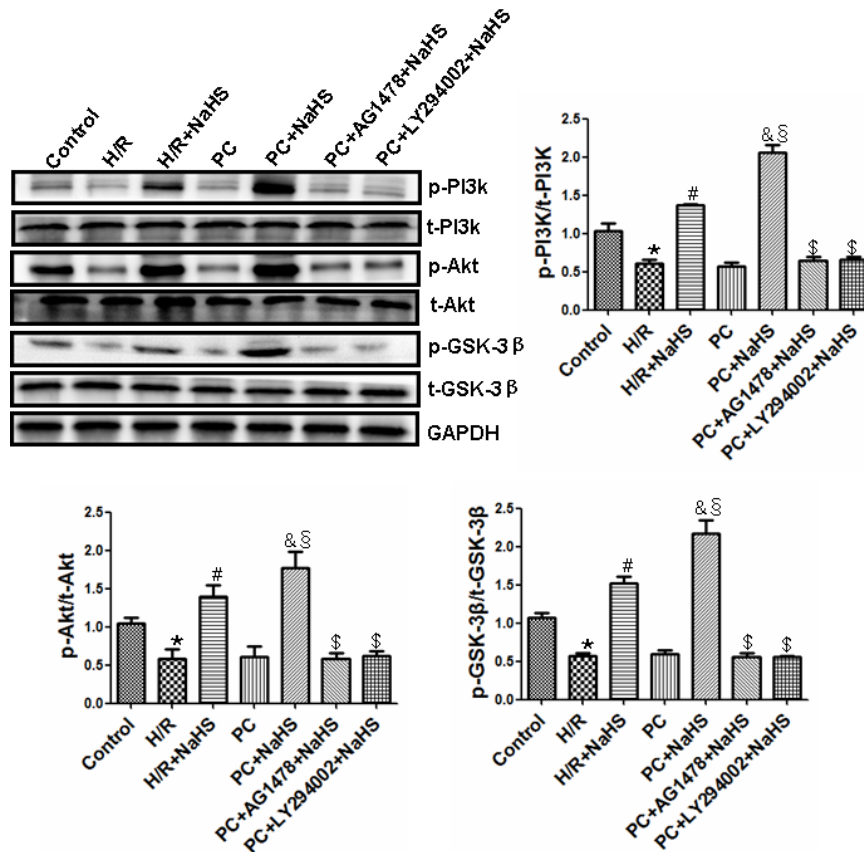 Control
H/R
H/R+NaHS
PC
PC+NaHS
PC+AG1478+NaHS
PC+LY294002+NaHS
p-PI3k
t-PI3k
p-Akt
t-Akt
p-GSK-3β
t-GSK-3β
GAPDH
p-PI3K/t-PI3K
2.5
2.0
1.5
1.0
0.5
0.0
*
#
&§
$
$
Control
H/R
H/R+NaHS
PC
PC+NaHS
PC+AG1478+NaHS
PC+LY294002+NaHS
p-Akt/t-Akt
2.5
2.0
1.5
1.0
0.5
0.0
*
#
&§
$
$
Control
H/R
H/R+NaHS
PC
PC+NaHS
PC+AG1478+NaHS
PC+LY294002+NaHS
p-GSK-3β/t-GSK-3β
2.5
2.0
1.5
1.0
0.5
0.0
*
#
&§
$
$
Control
H/R
H/R+NaHS
PC
PC+NaHS
PC+AG1478+NaHS
PC+LY294002+NaHS